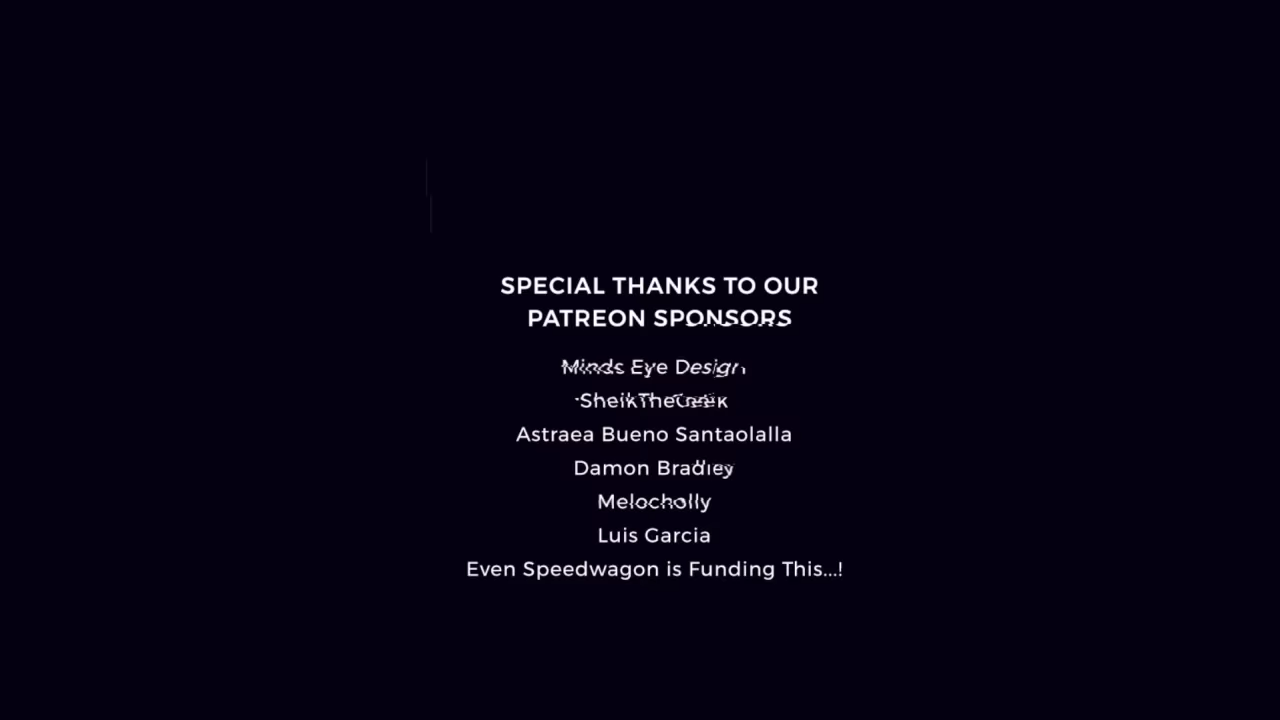 SPECIAL THANKS TO OUR
PATREON SPONSORS
Minds Eye Design
Astraea Bueno Santaolalla
Damon Bradley
Melocholly
Luis Garcia
Even Speedwagon is Funding This...!